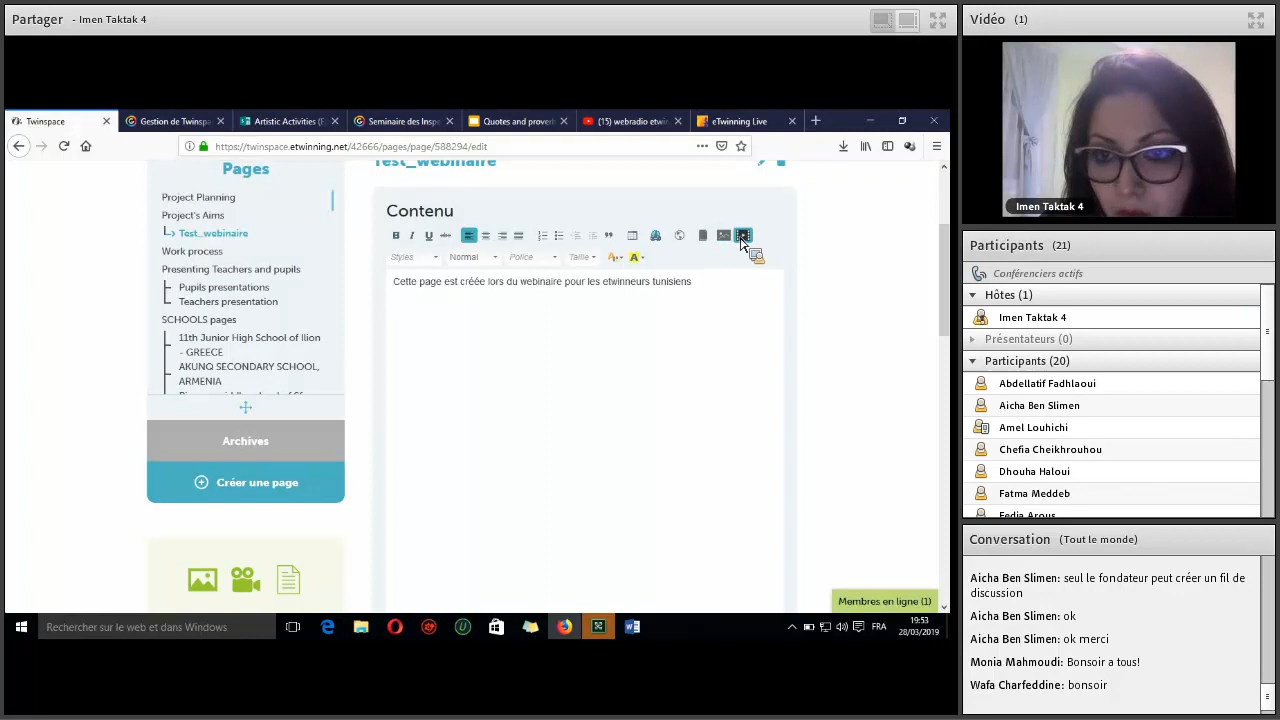 Partager - Imen Taktak 4
Twinspace
Gestion de Twinspa
Artistic Activities (F
Seminaire des Inspe
Quotes and proverb
(15) webradio etwin
eTwinning Live
https://twinspace.etwinning.net/42666/pages/page/588294/edit
Pages
Project Planning
Project's Aims
Test_webinaire
Work process
Presenting Teachers and pupils
Pupils presentations
Teachers presentation
SCHOOLS pages
11th Junior High School of Ilion
- GREECE
AKUNQ SECONDARY SCHOOL,
ARMENIA
Archives
Créer une page
Test_webinaire
Contenu
B I U abc
Styles Normal Police Taille A A
Cette page est créée lors du webinaire pour les etwinneurs tunisiens
Membres en ligne (1)
Rechercher sur le web et dans Windows
FRA
19:53
28/03/2019
Vidéo (1)
Imen Taktak 4
Participants (21)
Conférenciers actifs
Hôtes (1)
Imen Taktak 4
Présentateurs (0)
Participants (20)
Abdellatif Fadhlaoui
Aicha Ben Slimen
Amel Louhichi
Chefia Cheikhrouhou
Dhouha Haloui
Fatma Meddeb
Fedia Arous
Conversation (Tout le monde)
Aicha Ben Slimen: seul le fondateur peut créer un fil de
discussion
Aicha Ben Slimen: ok
Aicha Ben Slimen: ok merci
Monia Mahmoudi: Bonsoir a tous!
Wafa Charfeddine: bonsoir